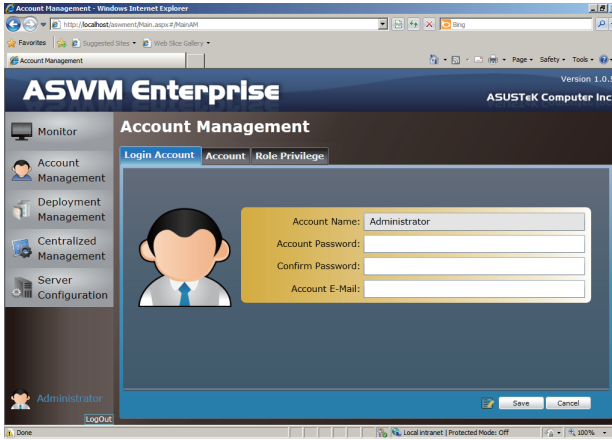 Account Management - Windows Internet Explorer
http://localhost/aswment/Main.aspx#/MainAM
Bing
Favorites
Suggested Sites
Web Slice Gallery
Account Management
Page
Safety
Tools
ASWM Enterprise
Version 1.0.
ASUSTeK Computer Inc
Monitor
Account Management
Deployment Management
Centralized Management
Server Configuration
Account Management
Login Account
Account
Role Privilege
Account Name:
Administrator
Account Password:
Confirm Password:
Account E-Mail:
Administrator
LogOut
Save
Cancel
Done
Local intranet | Protected Mode: Off
100%